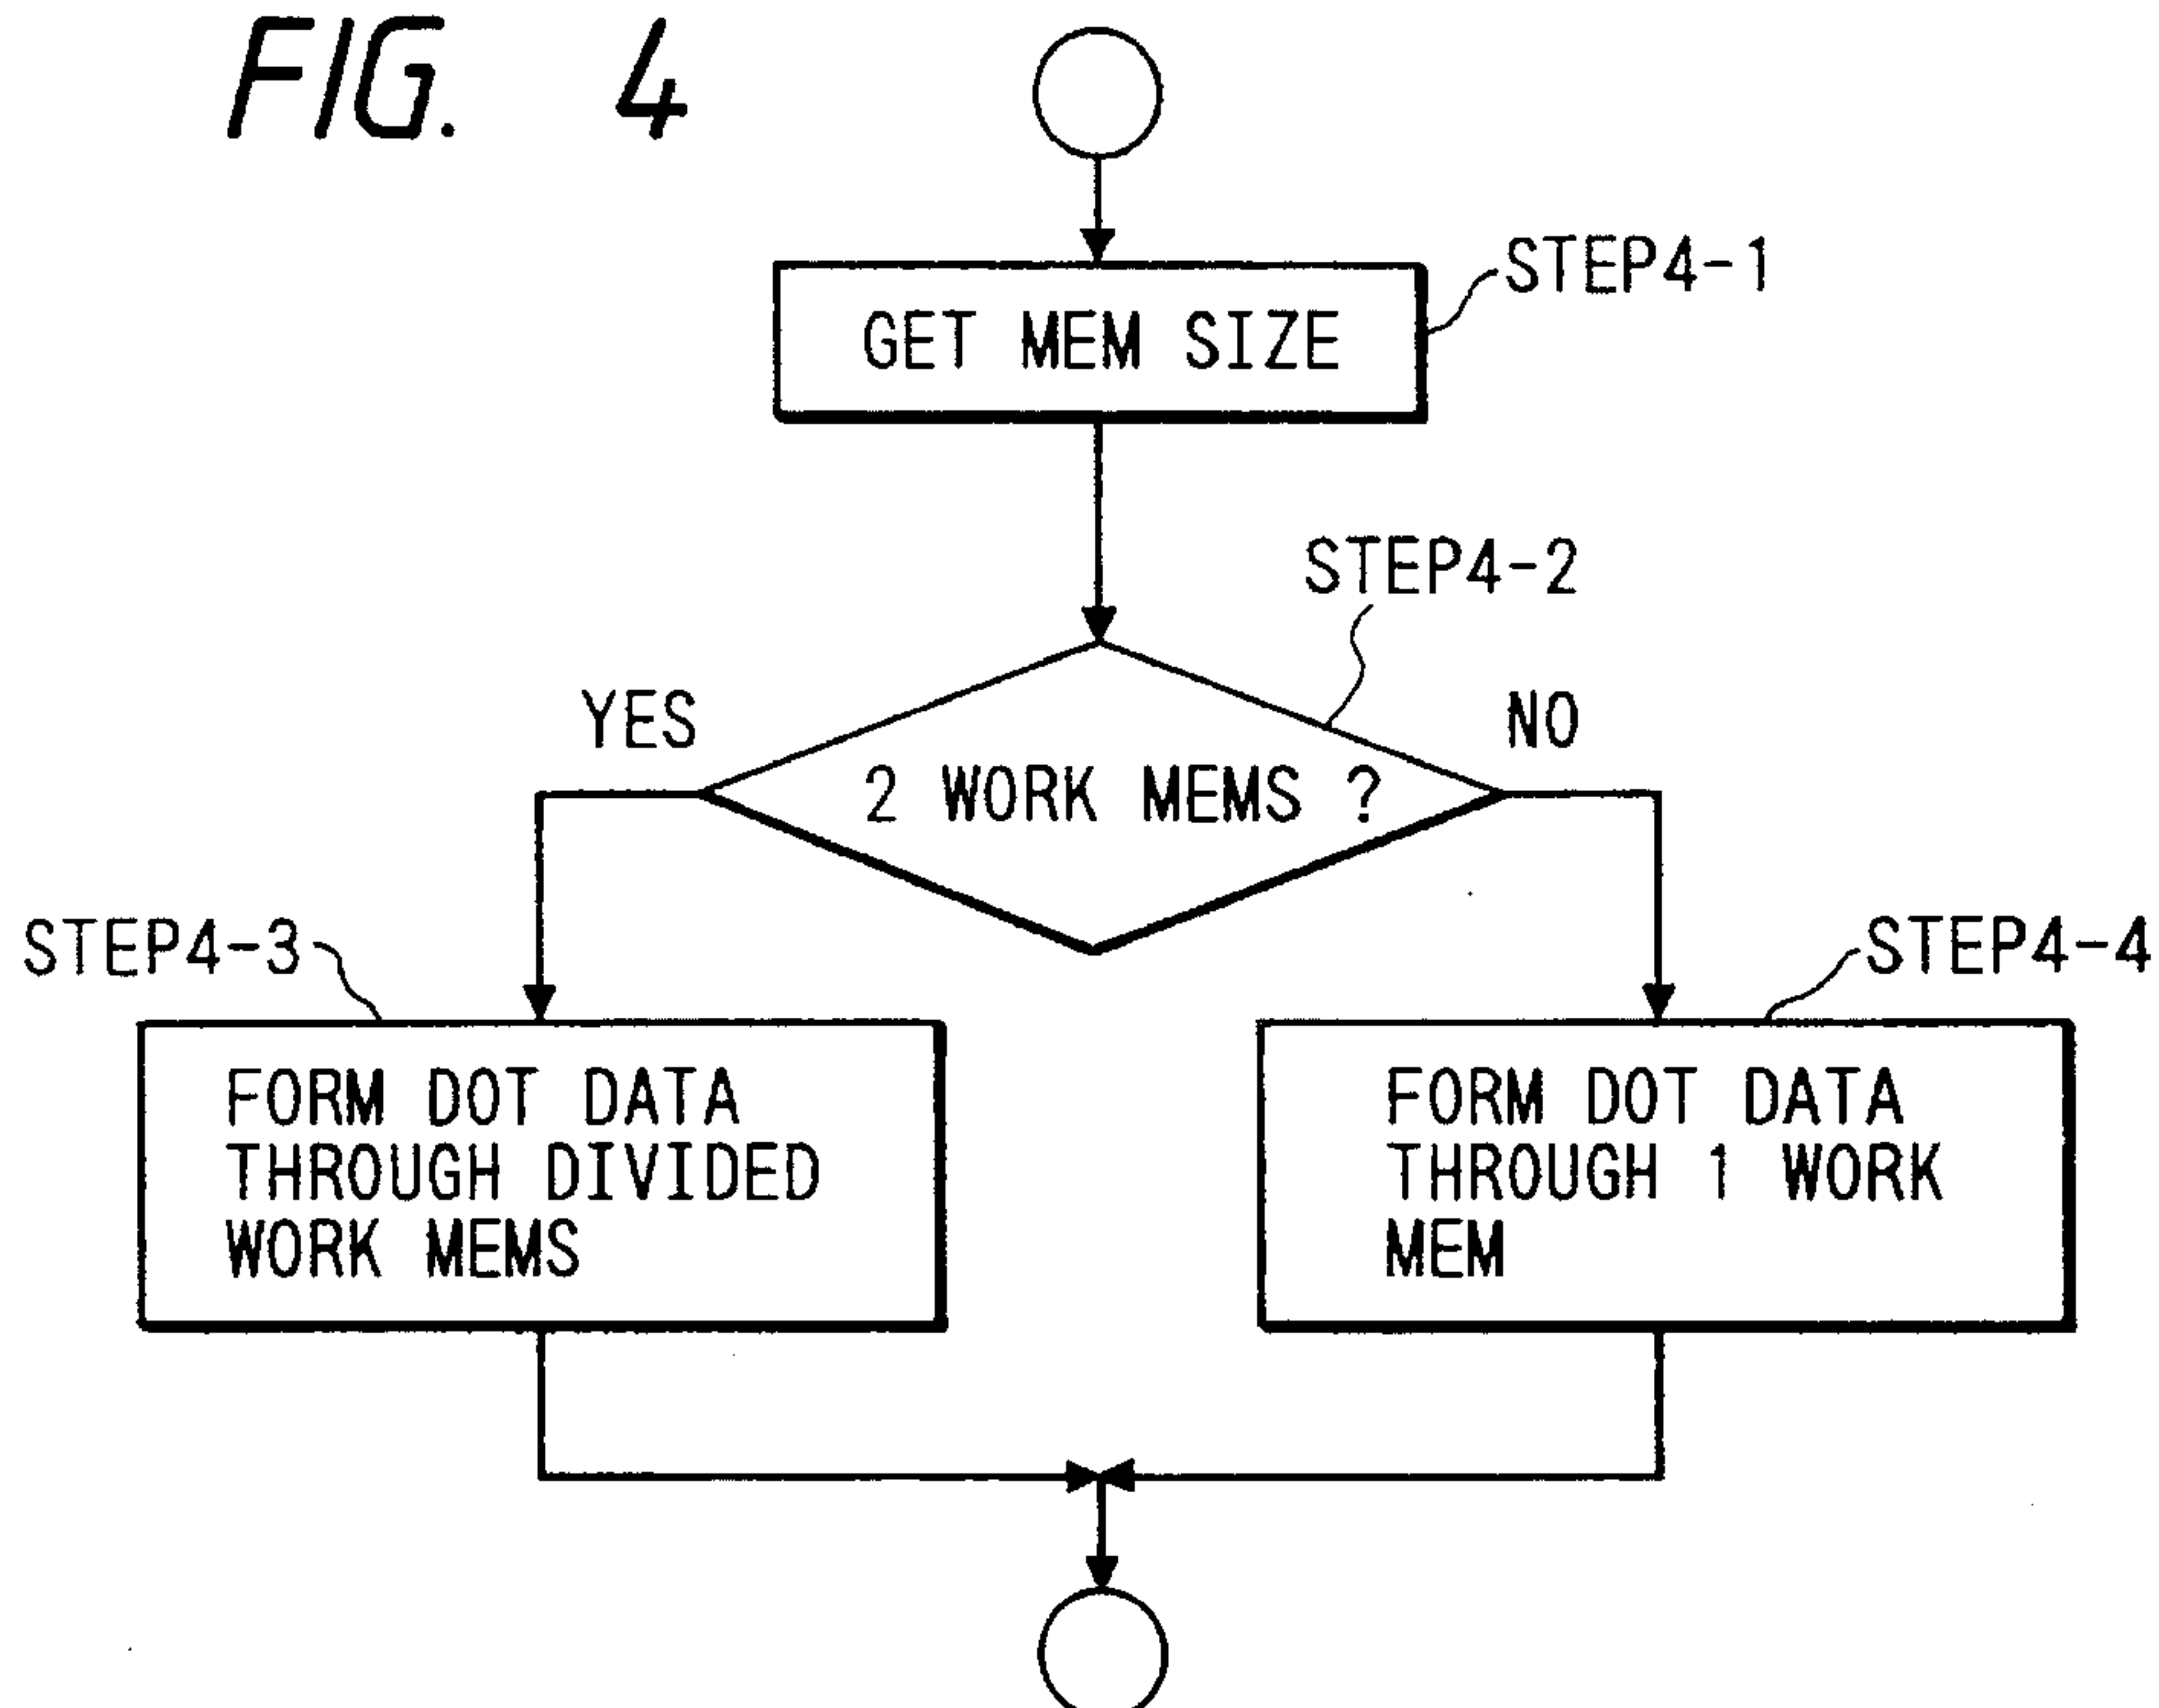 FIG. 4
STEP4-1
GET MEM SIZE
STEP4-2
YES
NO
2 WORK MEMS ?
STEP4-3
STEP4-4
FORM DOT DATA
THROUGH DIVIDED
WORK MEMS
FORM DOT DATA
THROUGH 1 WORK
MEM